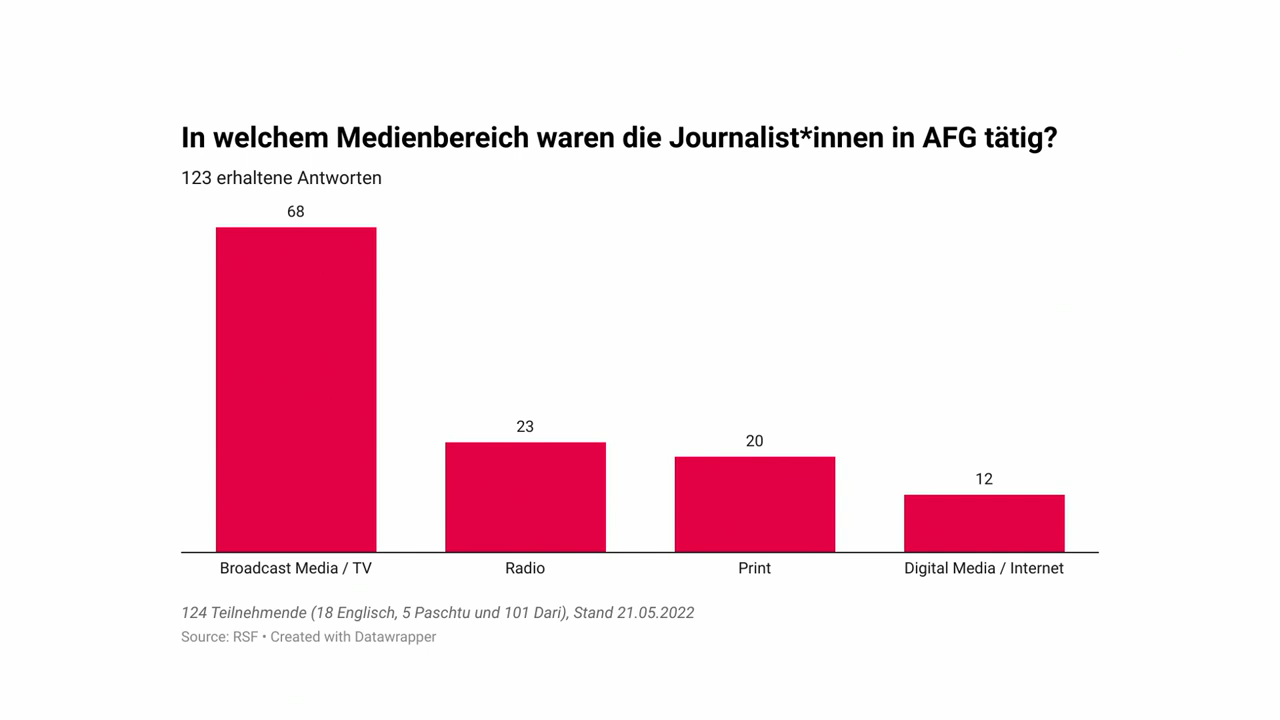 In welchem Medienbereich waren die Journalist*innen in AFG tätig?
123 erhaltene Antworten
68
23
20
12
Broadcast Media / TV
Radio
Print
Digital Media / Internet
124 Teilnehmende (18 Englisch, 5 Paschtu und 101 Dari), Stand 21.05.2022
Source: RSF • Created with Datawrapper